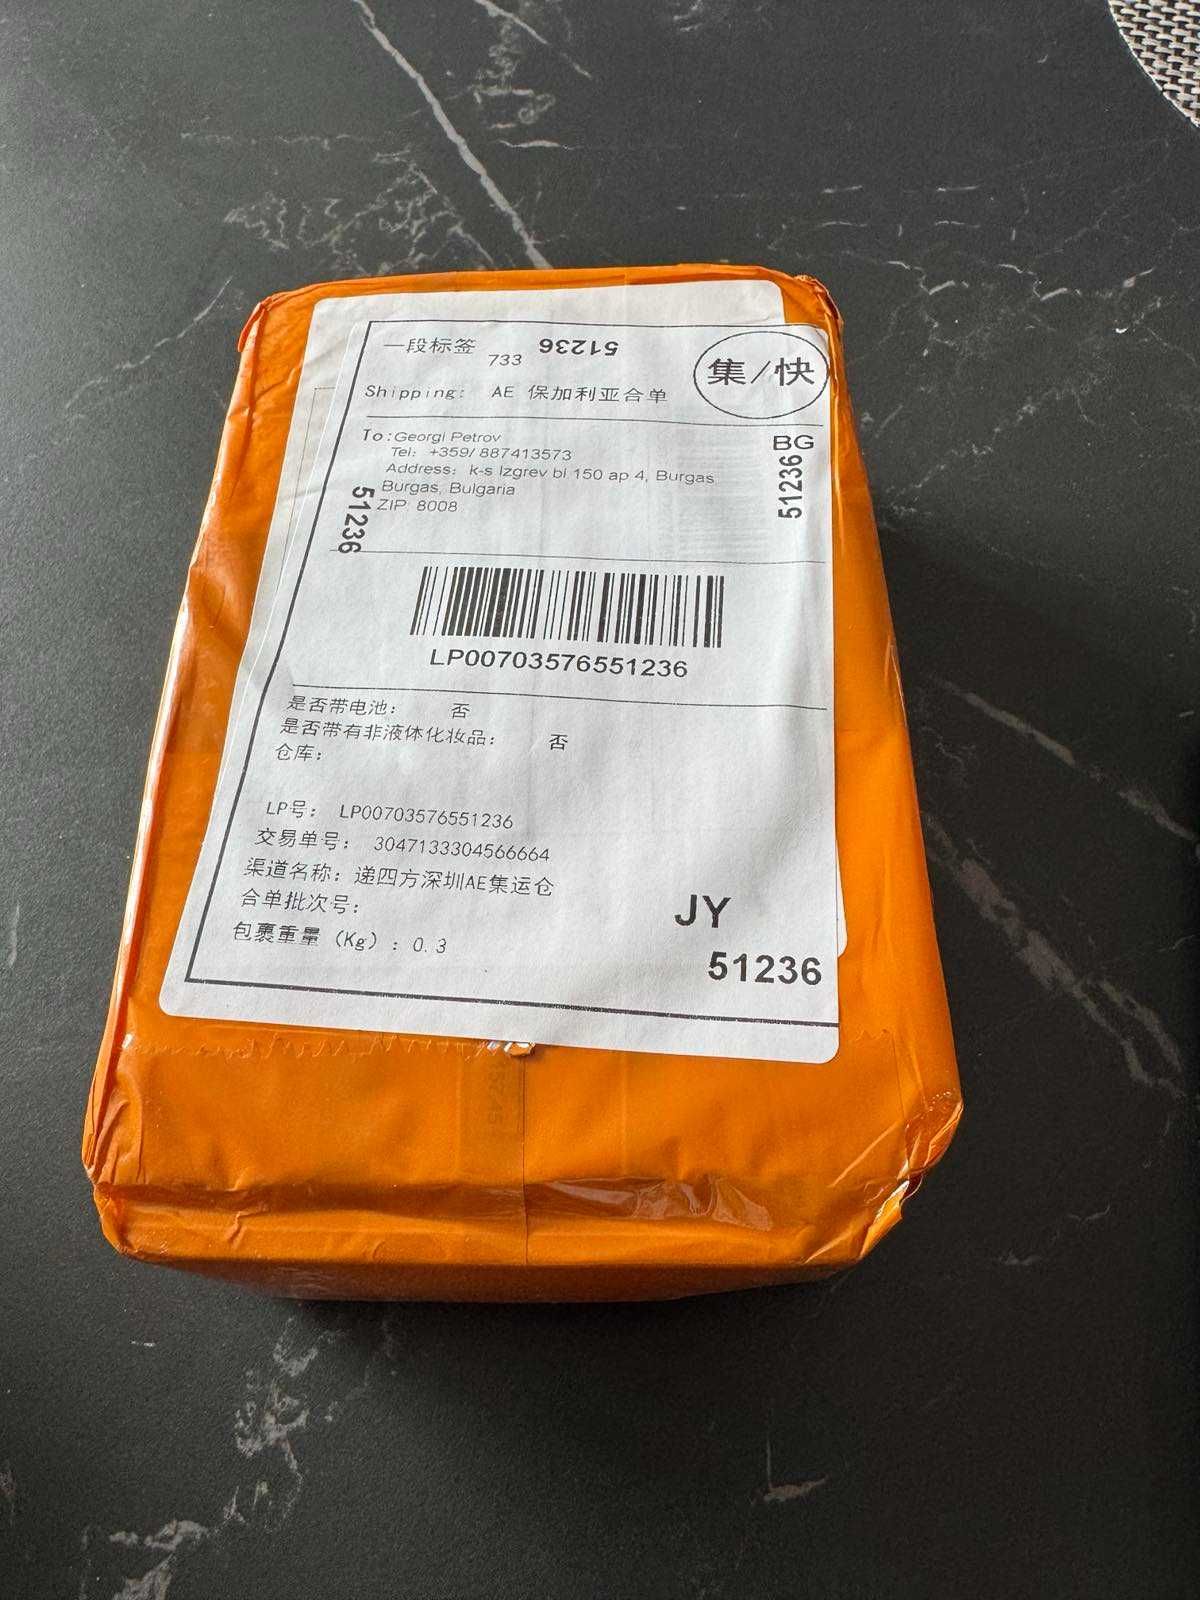 一段标签
733
51236
集/快
Shipping: AE 保加利亚合单
To:Georgi Petrov
Tel: +359/ 887413573
Address: k-s Izgrev bl 150 ap 4, Burgas
Burgas, Bulgaria
ZIP: 8008
BG
51236
51236
LP00703576551236
是否带电池: 否
是否带有非液体化妆品: 否
仓库:
LP号: LP00703576551236
交易单号: 3047133304566664
渠道名称: 递四方深圳AE集运仓
合单批次号:
包裹重量 (Kg) : 0.3
JY
51236